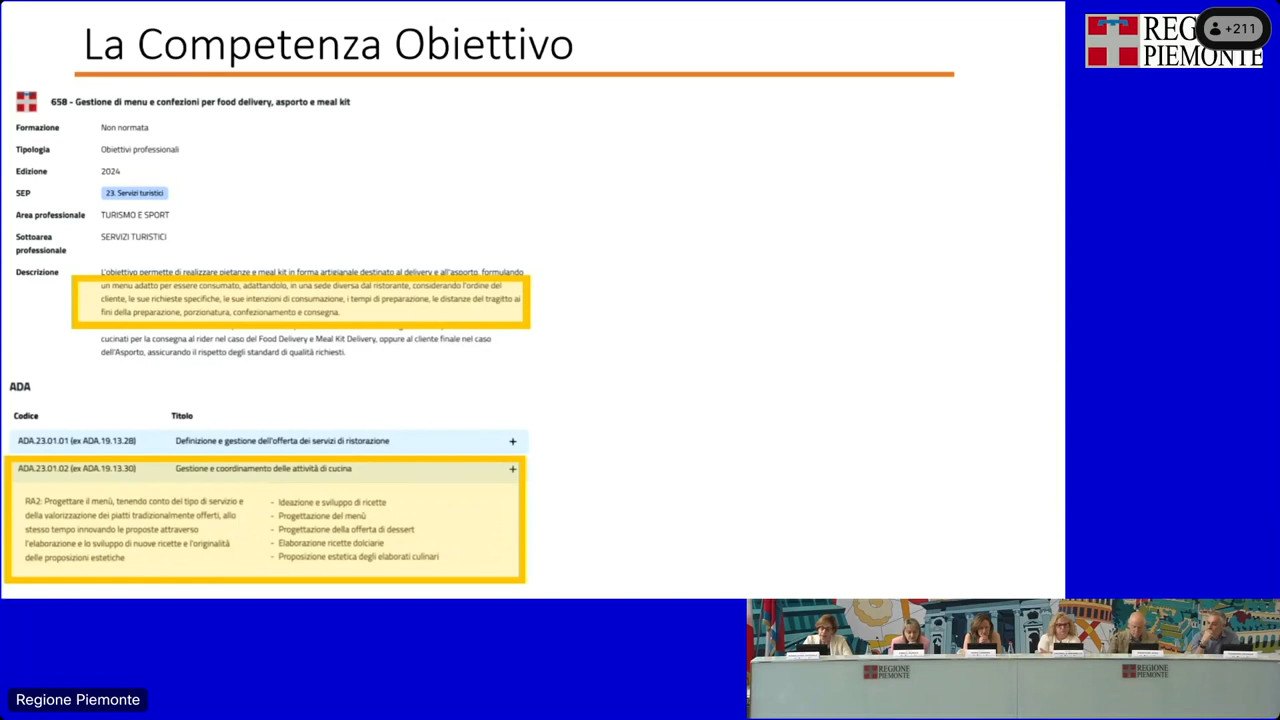 La Competenza Obiettivo
REG
PIEMONTE
+211
658 - Gestione di menu e confezioni per food delivery, asporto e meal kit
Formazione Non normata
Tipologia Obiettivi professionali
Edizione 2024
SEP 23. Servizi turistici
Area professionale TURISMO E SPORT
Sottoarea professionale SERVIZI TURISTICI
Descrizione L'obiettivo permette di realizzare pietanze e meal kit in forma artigianale destinato al delivery e all'asporto, formulando
un menu adatto per essere consumato, adattandolo, in una sede diversa dal ristorante, considerando l'ordine del
cliente, le sue richieste specifiche, le sue intenzioni di consumazione, i tempi di preparazione, le distanze del tragitto ai
fini della preparazione, porzionatura, confezionamento e consegna.
cucinati per la consegna al rider nel caso del Food Delivery e Meal Kit Delivery, oppure al cliente finale nel caso
dell'Asporto, assicurando il rispetto degli standard di qualità richiesti.
ADA
Codice Titolo
ADA.23.01.01 (ex ADA.19.13.28) Definizione e gestione dell'offerta dei servizi di ristorazione +
ADA.23.01.02 (ex ADA.19.13.30) Gestione e coordinamento delle attività di cucina +
RA2: Progettare il menù, tenendo conto del tipo di servizio e
della valorizzazione dei piatti tradizionalmente offerti, allo
stesso tempo innovando le proposte attraverso
l'elaborazione e lo sviluppo di nuove ricette e l'originalità
delle proposizioni estetiche
- Ideazione e sviluppo di ricette
- Progettazione del menù
- Progettazione della offerta di dessert
- Elaborazione ricette dolciarie
- Proposizione estetica degli elaborati culinari
REGIONE
PIEMONTE
REGIONE
PIEMONTE
Regione Piemonte